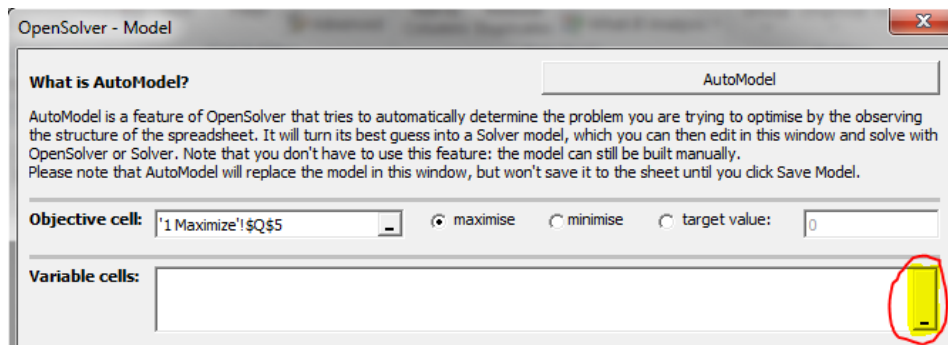 OpenSolver - Model
What is AutoModel?
AutoModel
AutoModel is a feature of OpenSolver that tries to automatically determine the problem you are trying to optimise by the observing
the structure of the spreadsheet. It will turn its best guess into a Solver model, which you can then edit in this window and solve with
OpenSolver or Solver. Note that you don't have to use this feature: the model can still be built manually.
Please note that AutoModel will replace the model in this window, but won't save it to the sheet until you click Save Model.
Objective cell: '1 Maximize'!$Q$5 maximise minimise target value: 0
Variable cells: